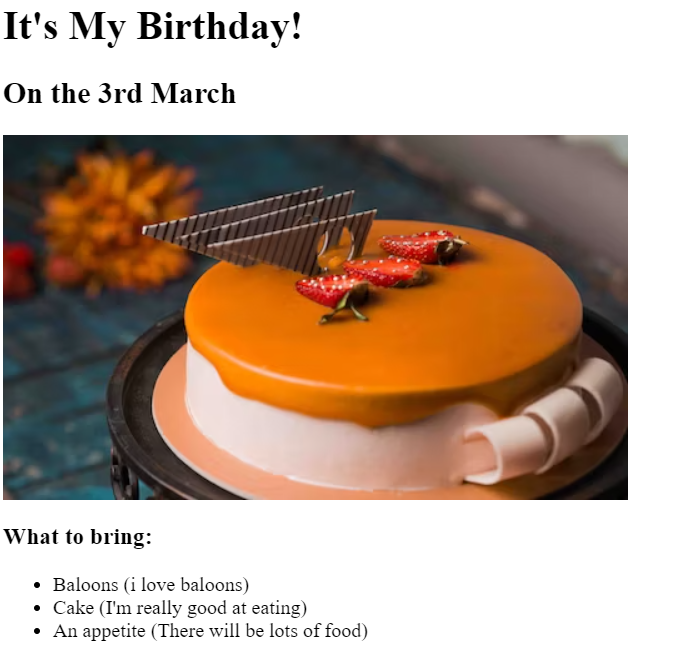 It's My Birthday!
On the 3rd March
What to bring:
Baloons (i love baloons)
Cake (I'm really good at eating)
An appetite (There will be lots of food)